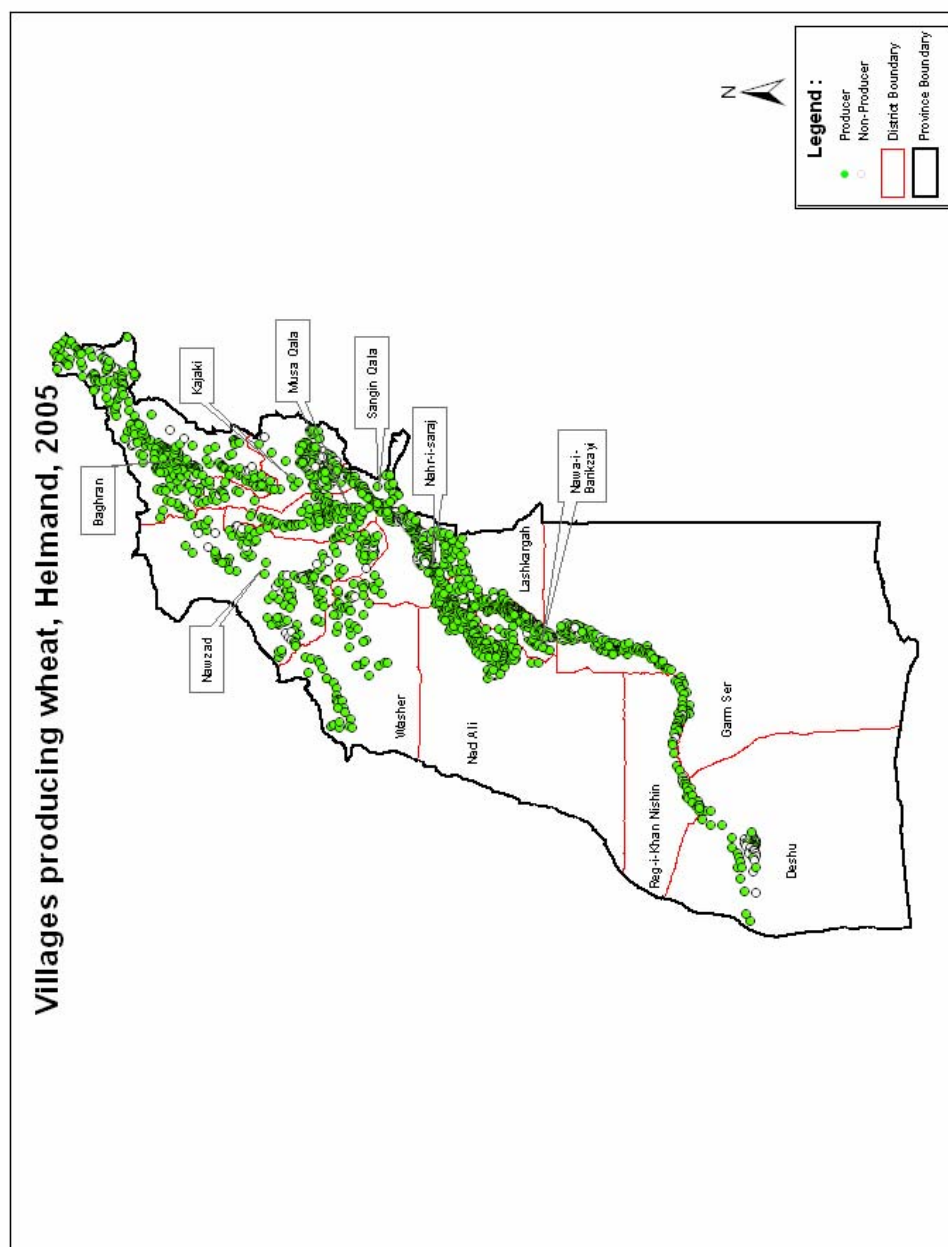 Villages producing wheat, Helmand, 2005
Baghran
Kajaki
Musa Qala
Sangin Qala
Nawzad
Nahr-i-saraj
Washer
Lashkargah
Nad Ali
Nawa-i-
Barikzayi
Reg-i-Khan Nishin
Garm Ser
Deshu
N
Legend :
Producer
Non-Producer
District Boundary
Province Boundary